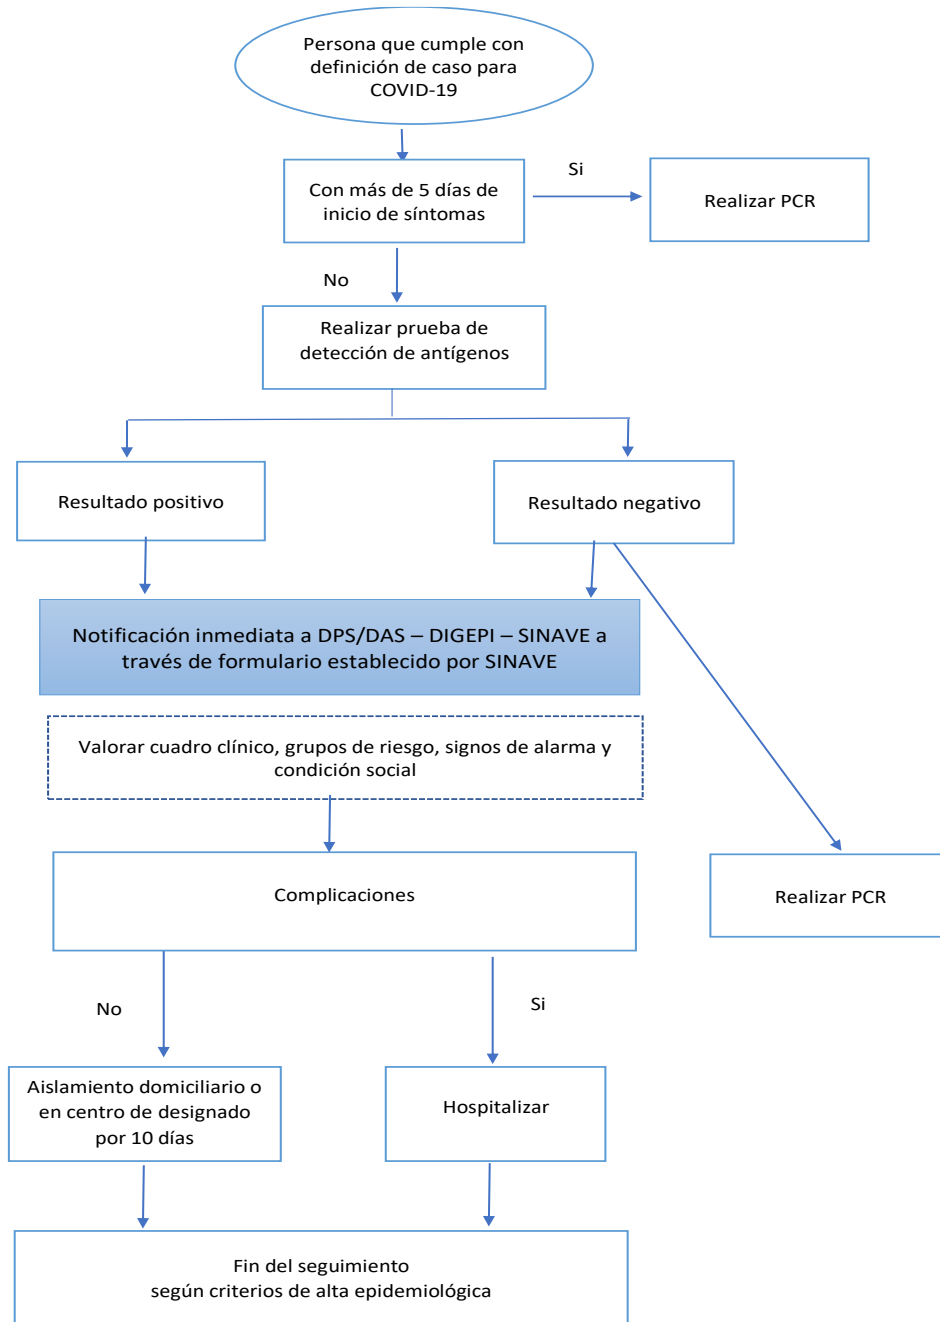 Persona que cumple con
definición de caso para
COVID-19
Con más de 5 días de
inicio de síntomas
Si
Realizar PCR
No
Realizar prueba de
detección de antígenos
Resultado positivo
Resultado negativo
Notificación inmediata a DPS/DAS – DIGEPI – SINAVE a
través de formulario establecido por SINAVE
Valorar cuadro clínico, grupos de riesgo, signos de alarma y
condición social
Complicaciones
Realizar PCR
No
Si
Aislamiento domiciliario o
en centro de designado
por 10 días
Hospitalizar
Fin del seguimiento
según criterios de alta epidemiológica